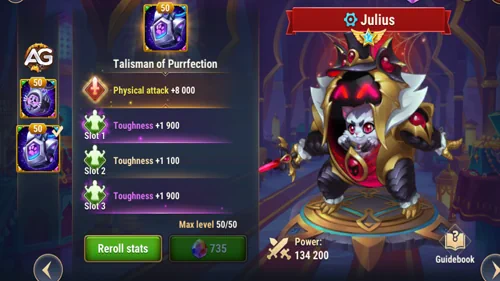 50
Julius
AG
Talisman of Purrfection
50
Physical attack +8 000
50
Toughness +1 900
Slot 1
Toughness +1 100
Slot 2
Toughness +1 900
Slot 3
Max level 50/50
Reroll stats
735
Power:
134 200
Guidebook